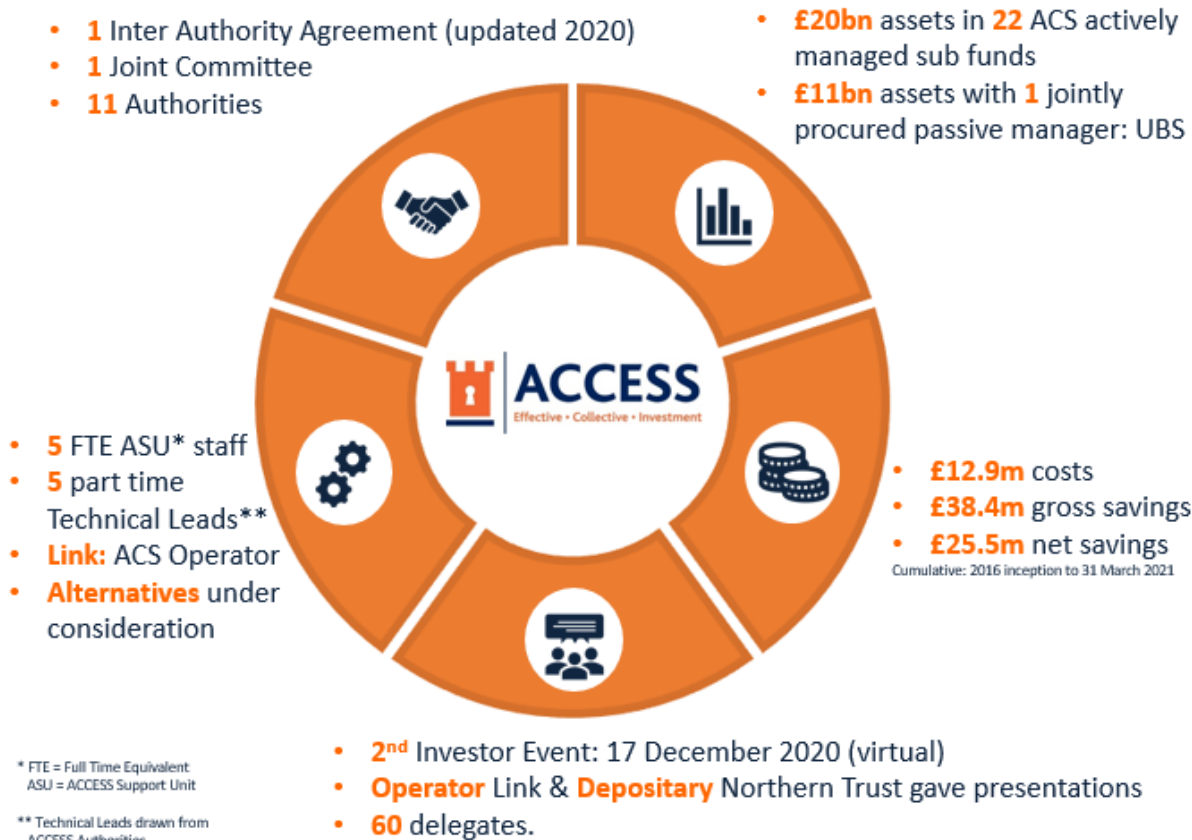 • 1 Inter Authority Agreement (updated 2020)
• 1 Joint Committee
• 11 Authorities
• £20bn assets in 22 ACS actively
managed sub funds
• £11bn assets with 1 jointly
procured passive manager: UBS
ACCESS
Effective • Collective • Investment
• 5 FTE ASU* staff
• 5 part time
Technical Leads**
• Link: ACS Operator
• Alternatives under
consideration
• £12.9m costs
• £38.4m gross savings
• £25.5m net savings
Cumulative: 2016 inception to 31 March 2021
• 2nd Investor Event: 17 December 2020 (virtual)
• Operator Link & Depositary Northern Trust gave presentations
• 60 delegates.
* FTE = Full Time Equivalent
ASU = ACCESS Support Unit
** Technical Leads drawn from
ACCESS Authorities